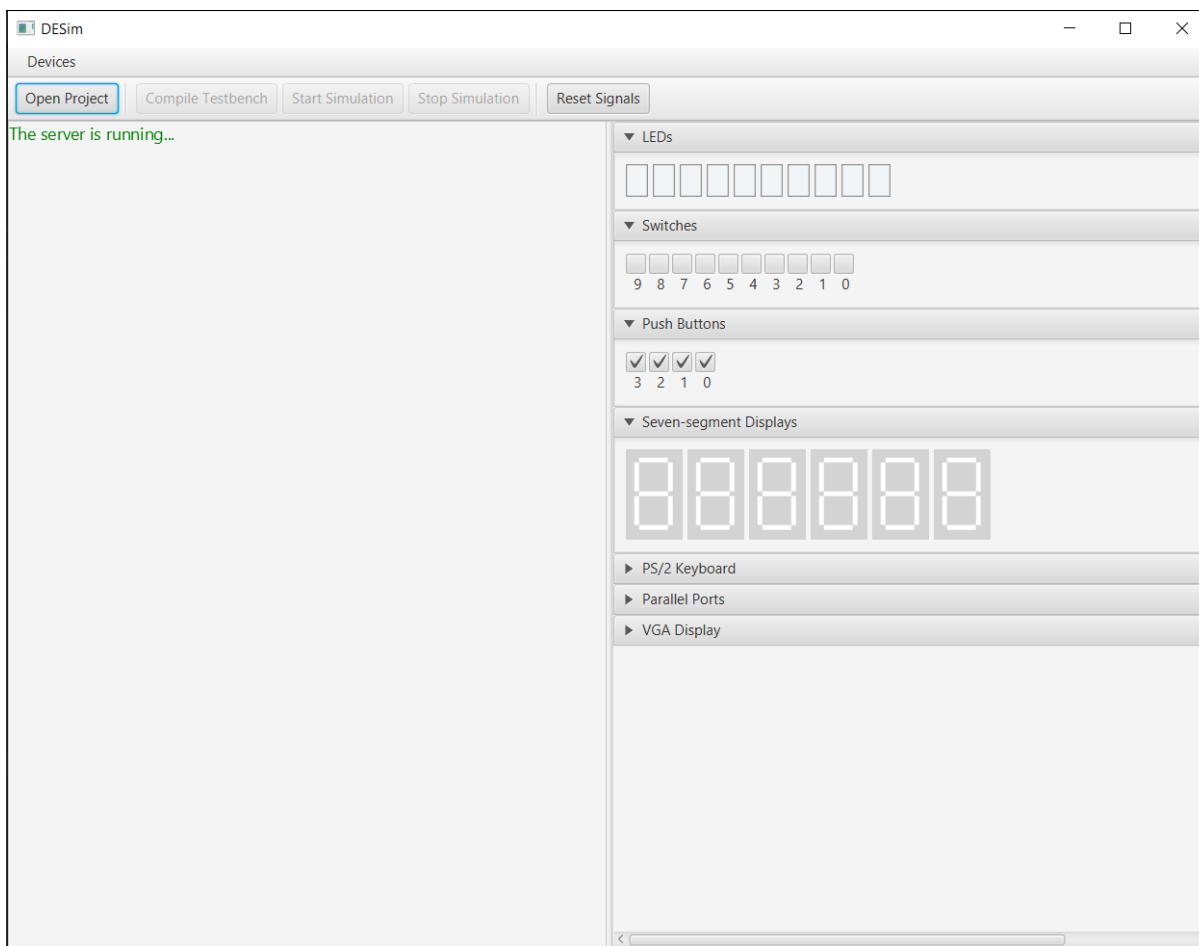 DESim
Devices
Open Project Compile Testbench Start Simulation Stop Simulation Reset Signals
The server is running...
LEDs
Switches
9 8 7 6 5 4 3 2 1 0
Push Buttons
3 2 1 0
Seven-segment Displays
PS/2 Keyboard
Parallel Ports
VGA Display